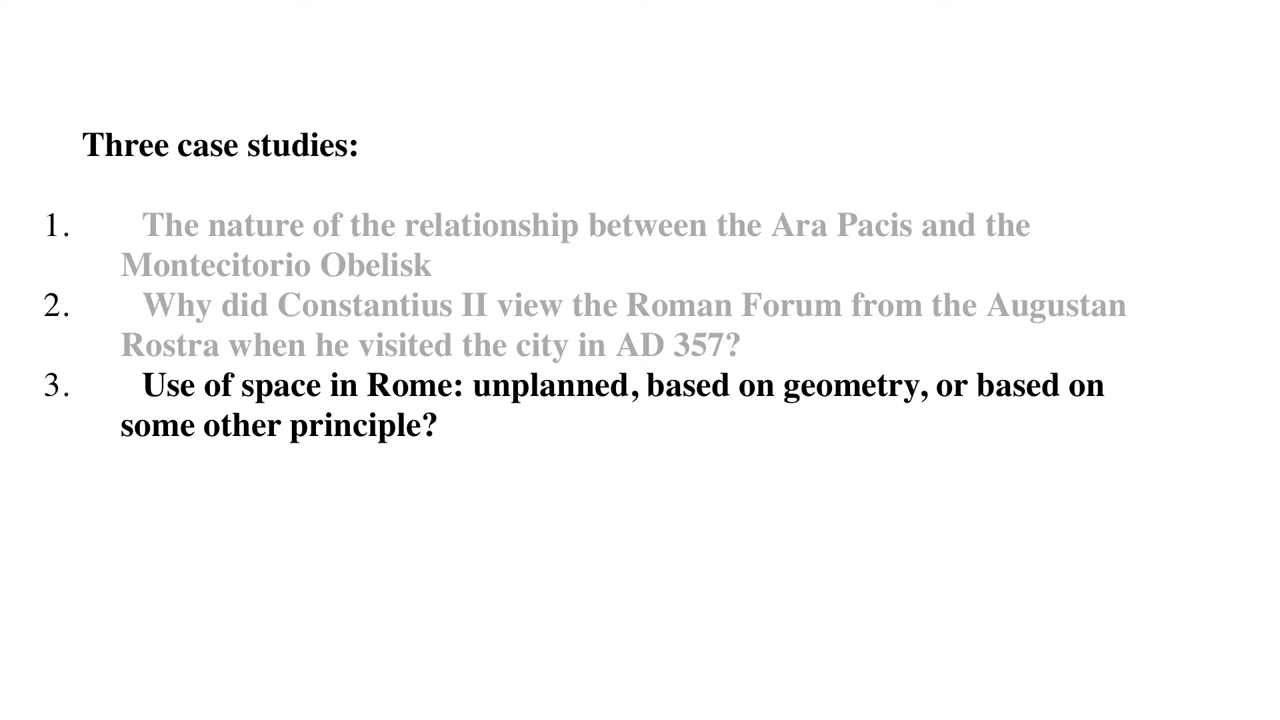 Three case studies:
1. The nature of the relationship between the Ara Pacis and the
Montecitorio Obelisk
2. Why did Constantius II view the Roman Forum from the Augustan
Rostra when he visited the city in AD 357?
3. Use of space in Rome: unplanned, based on geometry, or based on
some other principle?